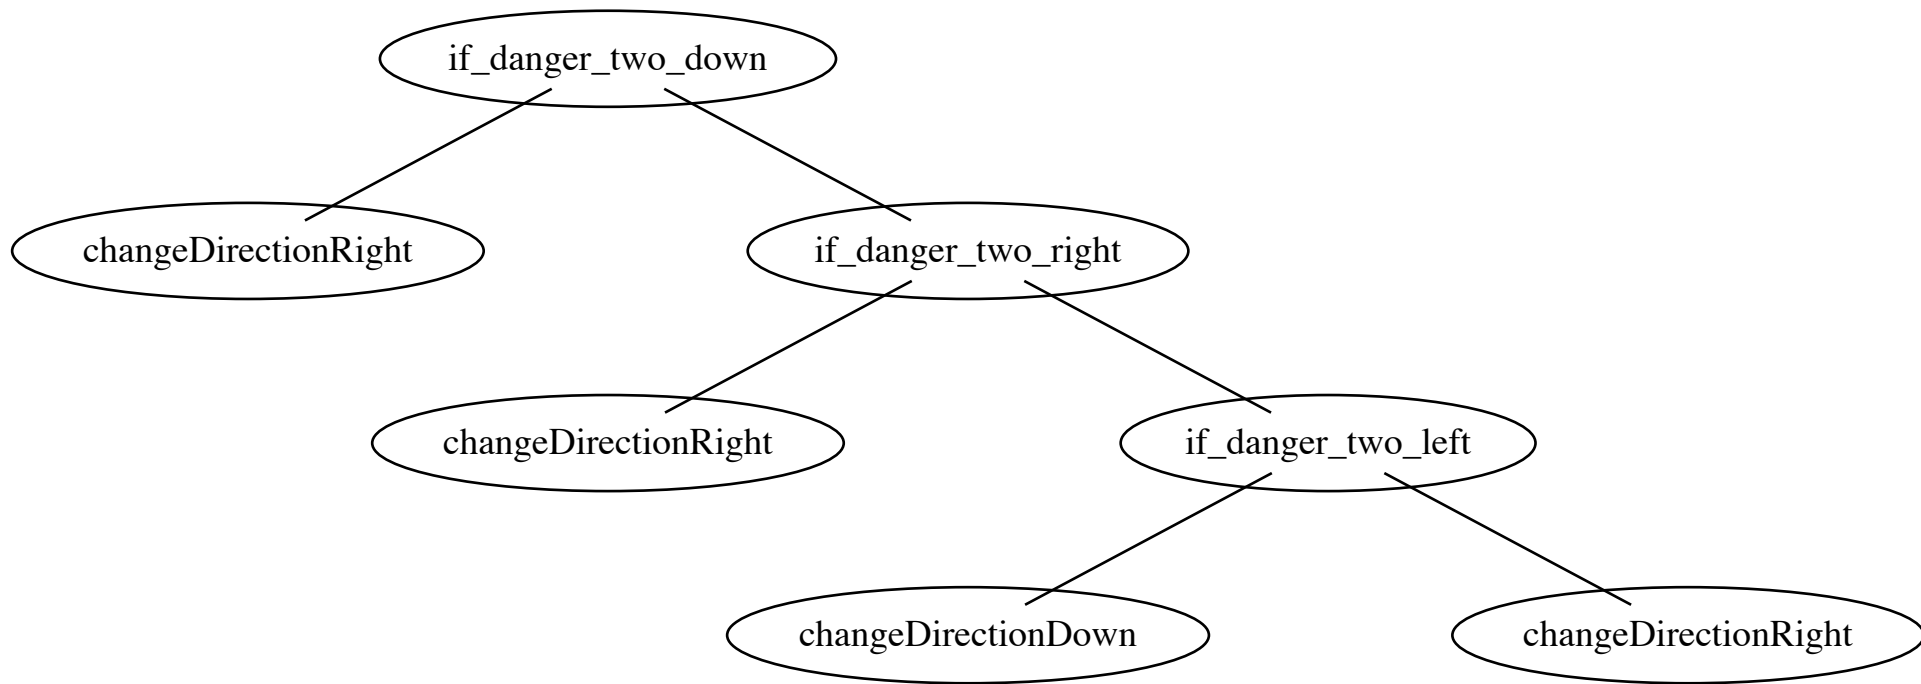 if_danger_two_down
changeDirectionRight
if_danger_two_right
changeDirectionRight
if_danger_two_left
changeDirectionDown
changeDirectionRight